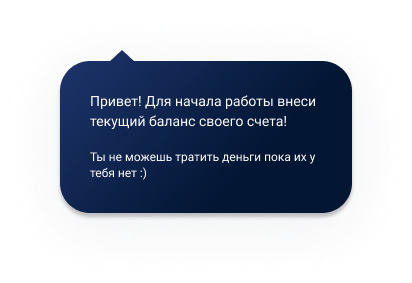 Привет! Для начала работы внеси
текущий баланс своего счета!
Ты не можешь тратить деньги пока их у
тебя нет :)